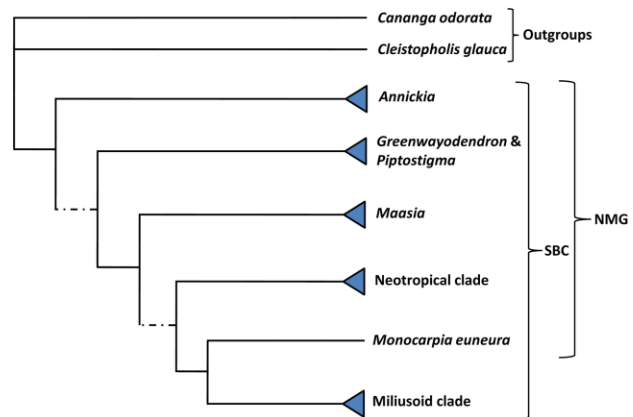 Cananga odorata
Cleistopholis glauca
Outgroups
Annickia
Greenwayodendron &
Piptostigma
Maasia
NMG
SBC
Neotropical clade
Monocarpia euneura
Miliusoid clade